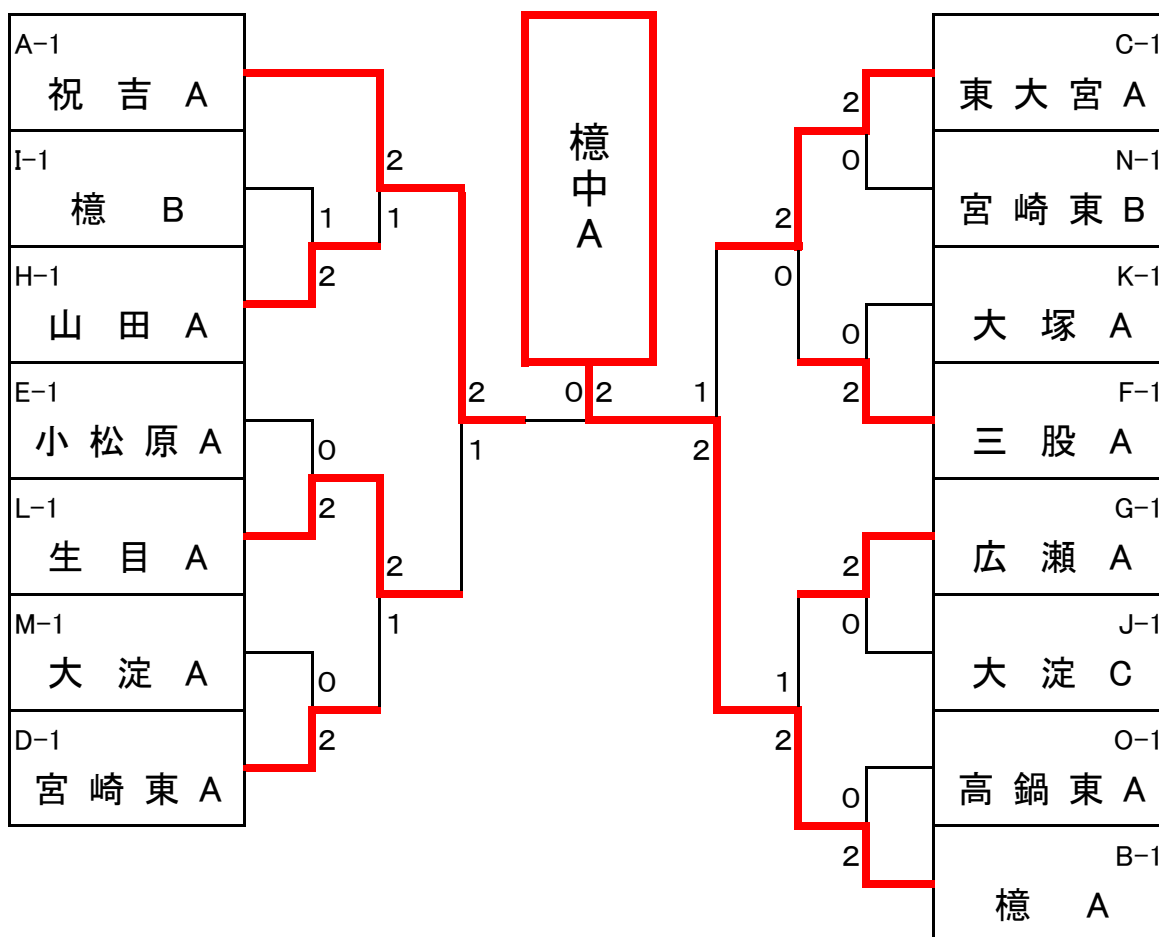 A-1
祝 吉 A
I-1
檍 B
H-1
山 田 A
E-1
小 松 原 A
L-1
生 目 A
M-1
大 淀 A
D-1
宮 崎 東 A
1
2
2
1
0
2
0
2
2
1
2
1
檍中A
0 2
1
2
2
0
1
2
2
0
0
2
2
0
0
2
C-1
東 大 宮 A
N-1
宮 崎 東 B
K-1
大 塚 A
F-1
三 股 A
G-1
広 瀬 A
J-1
大 淀 C
O-1
高 鍋 東 A
B-1
檍 A